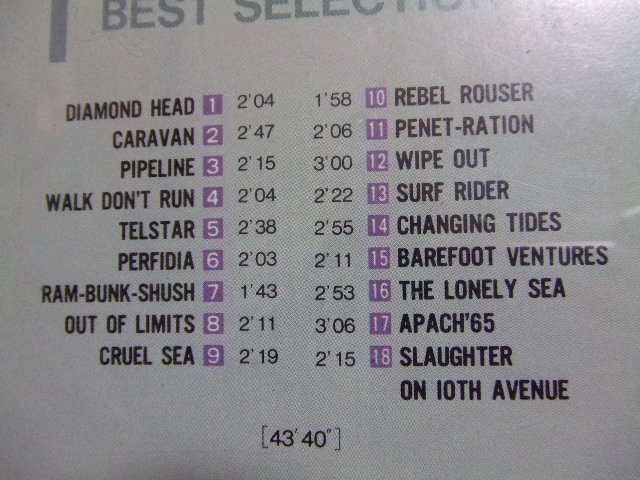 BEST SELECTION
DIAMOND HEAD 1 2'04
CARAVAN 2 2'47
PIPELINE 3 2'15
WALK DON'T RUN 4 2'04
TELSTAR 5 2'38
PERFIDIA 6 2'03
RAM-BUNK-SHUSH 7 1'43
OUT OF LIMITS 8 2'11
CRUEL SEA 9 2'19
1'58 10 REBEL ROUSER
2'06 11 PENET-RATION
3'00 12 WIPE OUT
2'22 13 SURF RIDER
2'55 14 CHANGING TIDES
2'11 15 BAREFOOT VENTURES
2'53 16 THE LONELY SEA
3'06 17 APACH'65
2'15 18 SLAUGHTER
ON 10TH AVENUE
[43'40"]